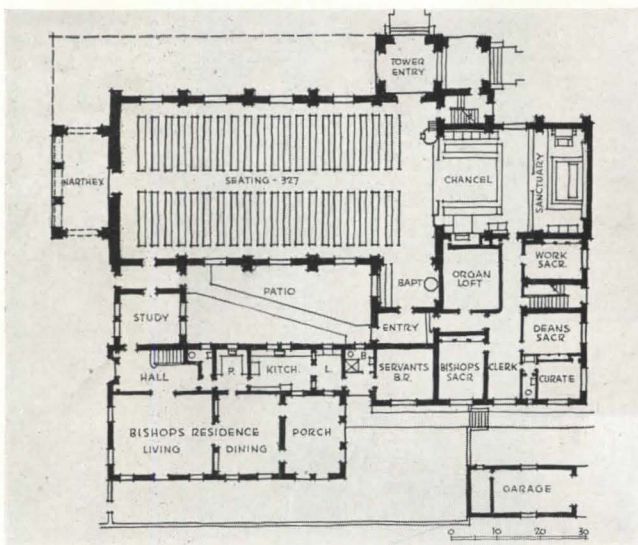 TOWER
ENTRY
NARTHEX
SEATING - 327
CHANCEL
SANCTUARY
WORK
SACR.
ORGAN
LOFT
BAPT
PATIO
STUDY
ENTRY
DEANS
SACR
HALL
P.
KITCH.
L.
SERVANTS
B.R.
BISHOPS
SACR
CLERK
CURATE
BISHOPS RESIDENCE
LIVING
DINING
PORCH
GARAGE
0 10 20 30